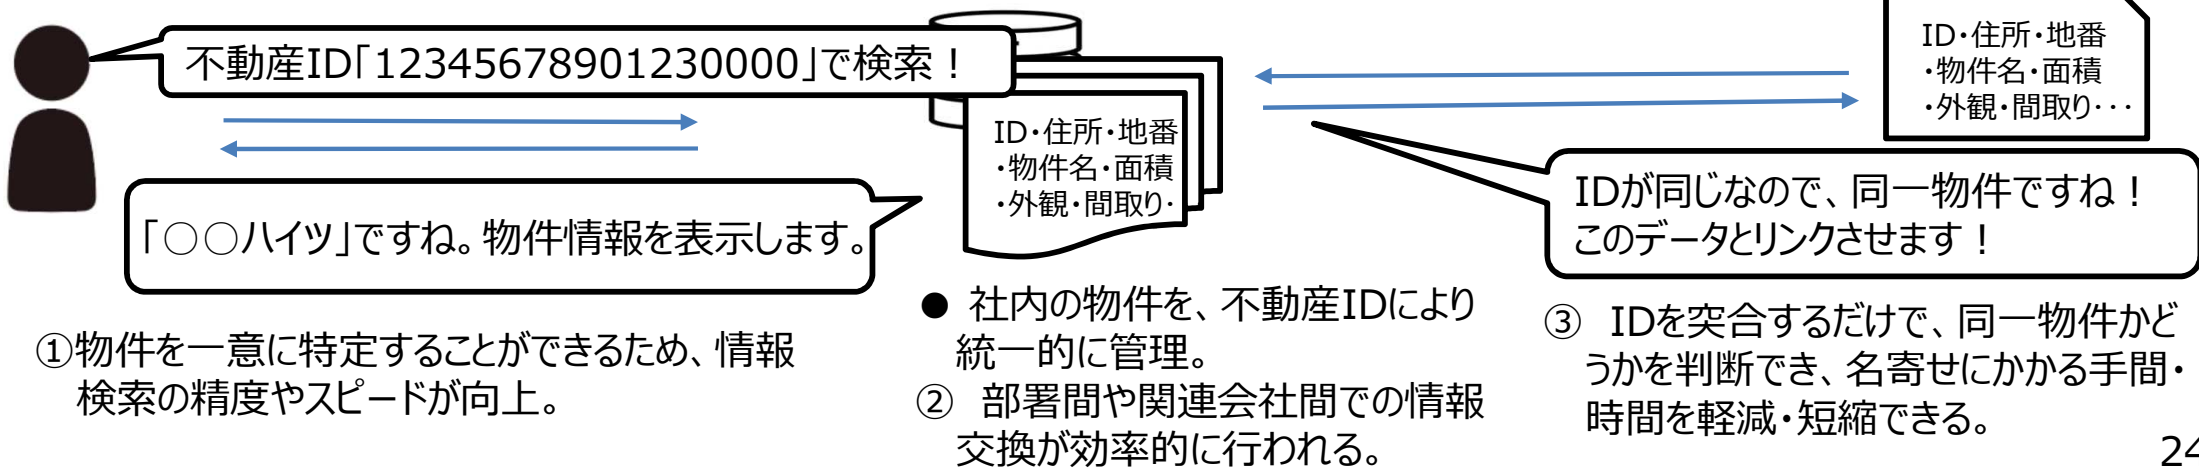 不動産ID「12345678901230000」で検索！
「○○ハイツ」ですね。物件情報を表示します。
①物件を一意に特定することができるため、情報
検索の精度やスピードが向上。
ID・住所・地番
・物件名・面積
・外観・間取り・
● 社内の物件を、不動産IDにより
統一的に管理。
② 部署間や関連会社間での情報
交換が効率的に行われる。
ID・住所・地番
・物件名・面積
・外観・間取り・・・
IDが同じなので、同一物件ですね！
このデータとリンクさせます！
③ IDを突合するだけで、同一物件かど
うかを判断でき、名寄せにかかる手間・
時間を軽減・短縮できる。
24